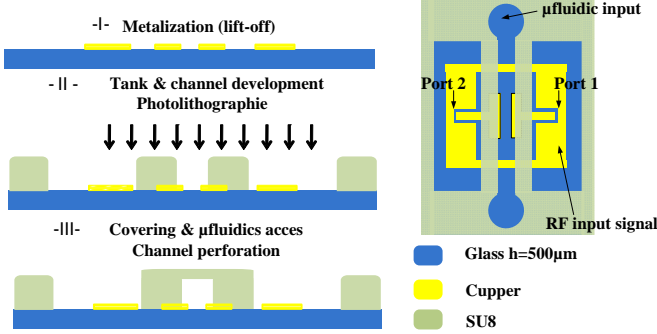 -I- Metalization (lift-off)
- II - Tank & channel development
Photolithographie
-III- Covering & µfluidics acces
Channel perforation
µfluidic input
Port 2
Port 1
RF input signal
Glass h=500µm
Cupper
SU8